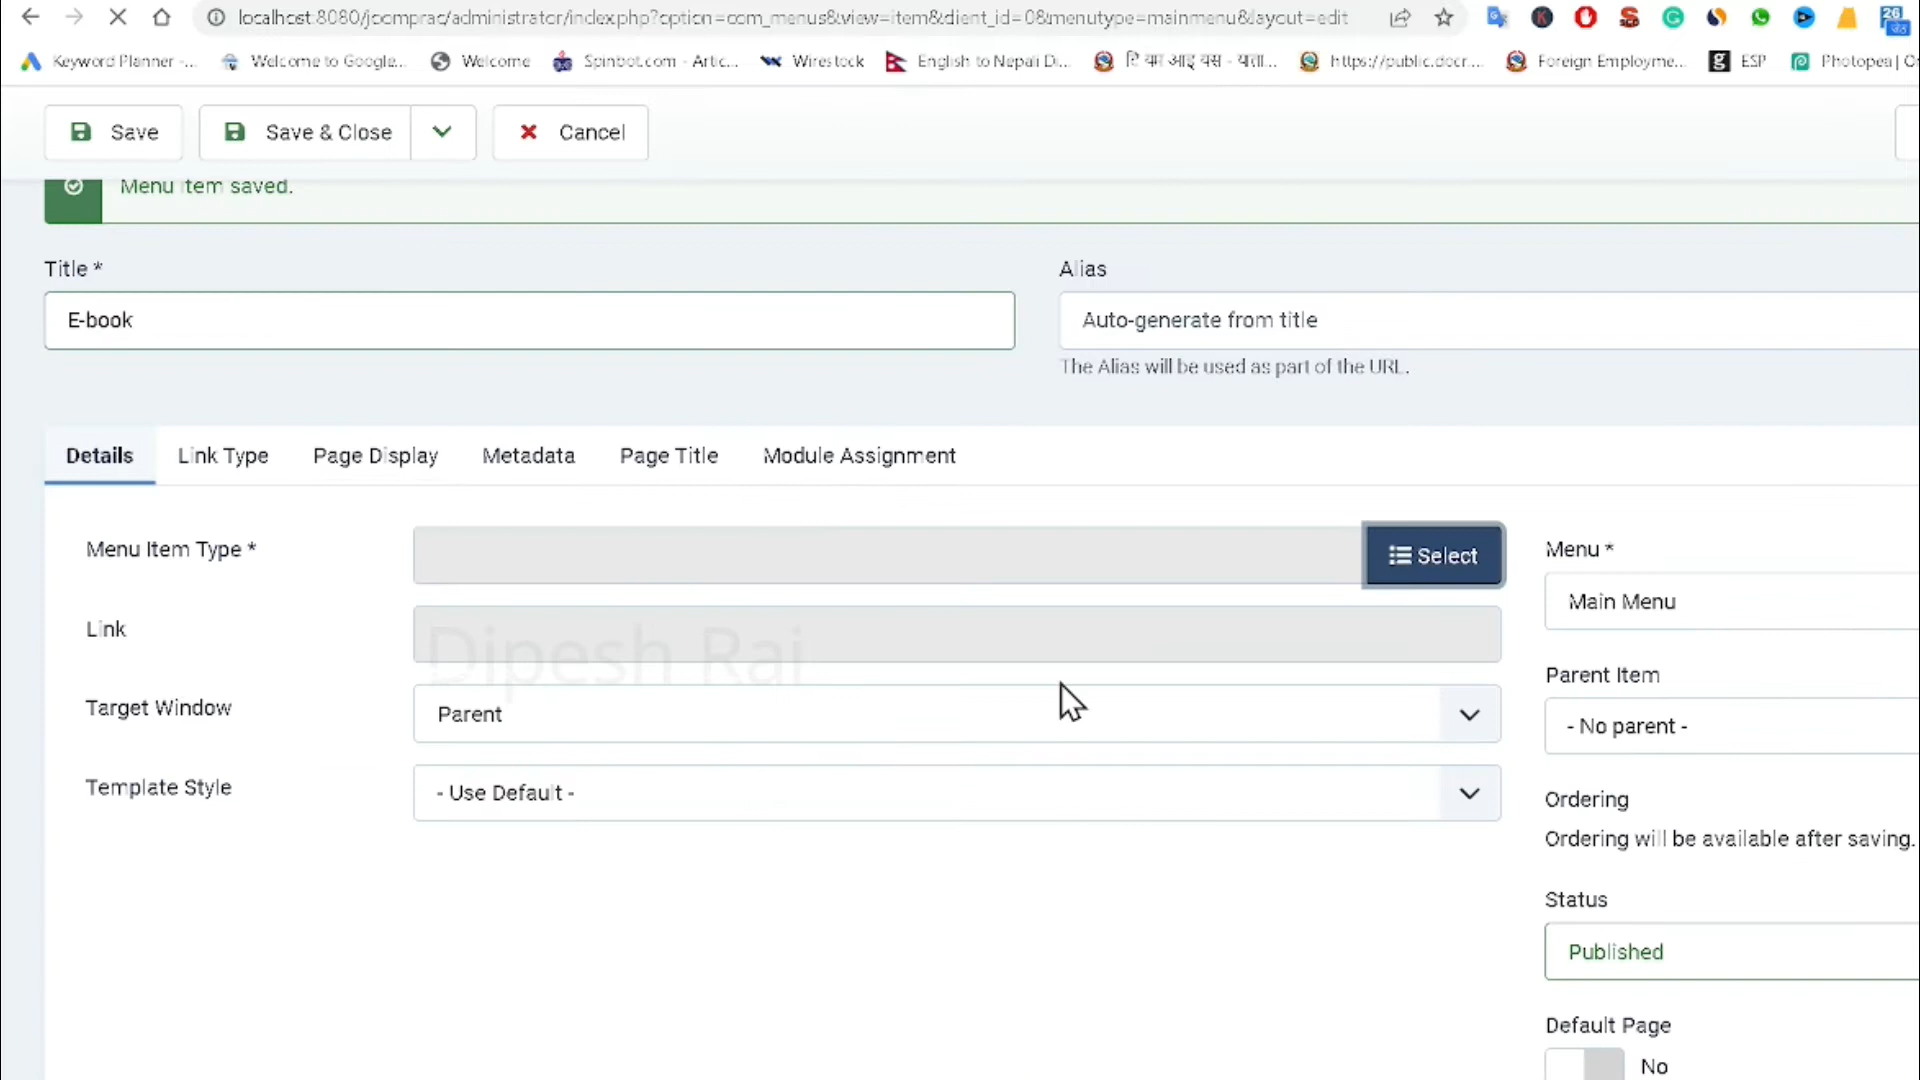 localhost:8080/joomprac/administrator/index.php?option=com_menus&view=item&client_id=0&menutype=mainmenu&layout=edit
26
Keyword Planner -... Welcome to Google... Welcome Spinbot.com - Artic... Wirestock English to Nepali Di... https://public.docr... Foreign Employme... ESP Photopea |
Save Save & Close Cancel
Menu item saved.
Title * Alias
E-book Auto-generate from title
The Alias will be used as part of the URL.
Details Link Type Page Display Metadata Page Title Module Assignment
Menu Item Type * Select Menu *
Main Menu
Link
Dipesh Rai
Parent Item
Target Window Parent - No parent -
Template Style - Use Default -
Ordering
Ordering will be available after saving.
Status
Published
Default Page
No